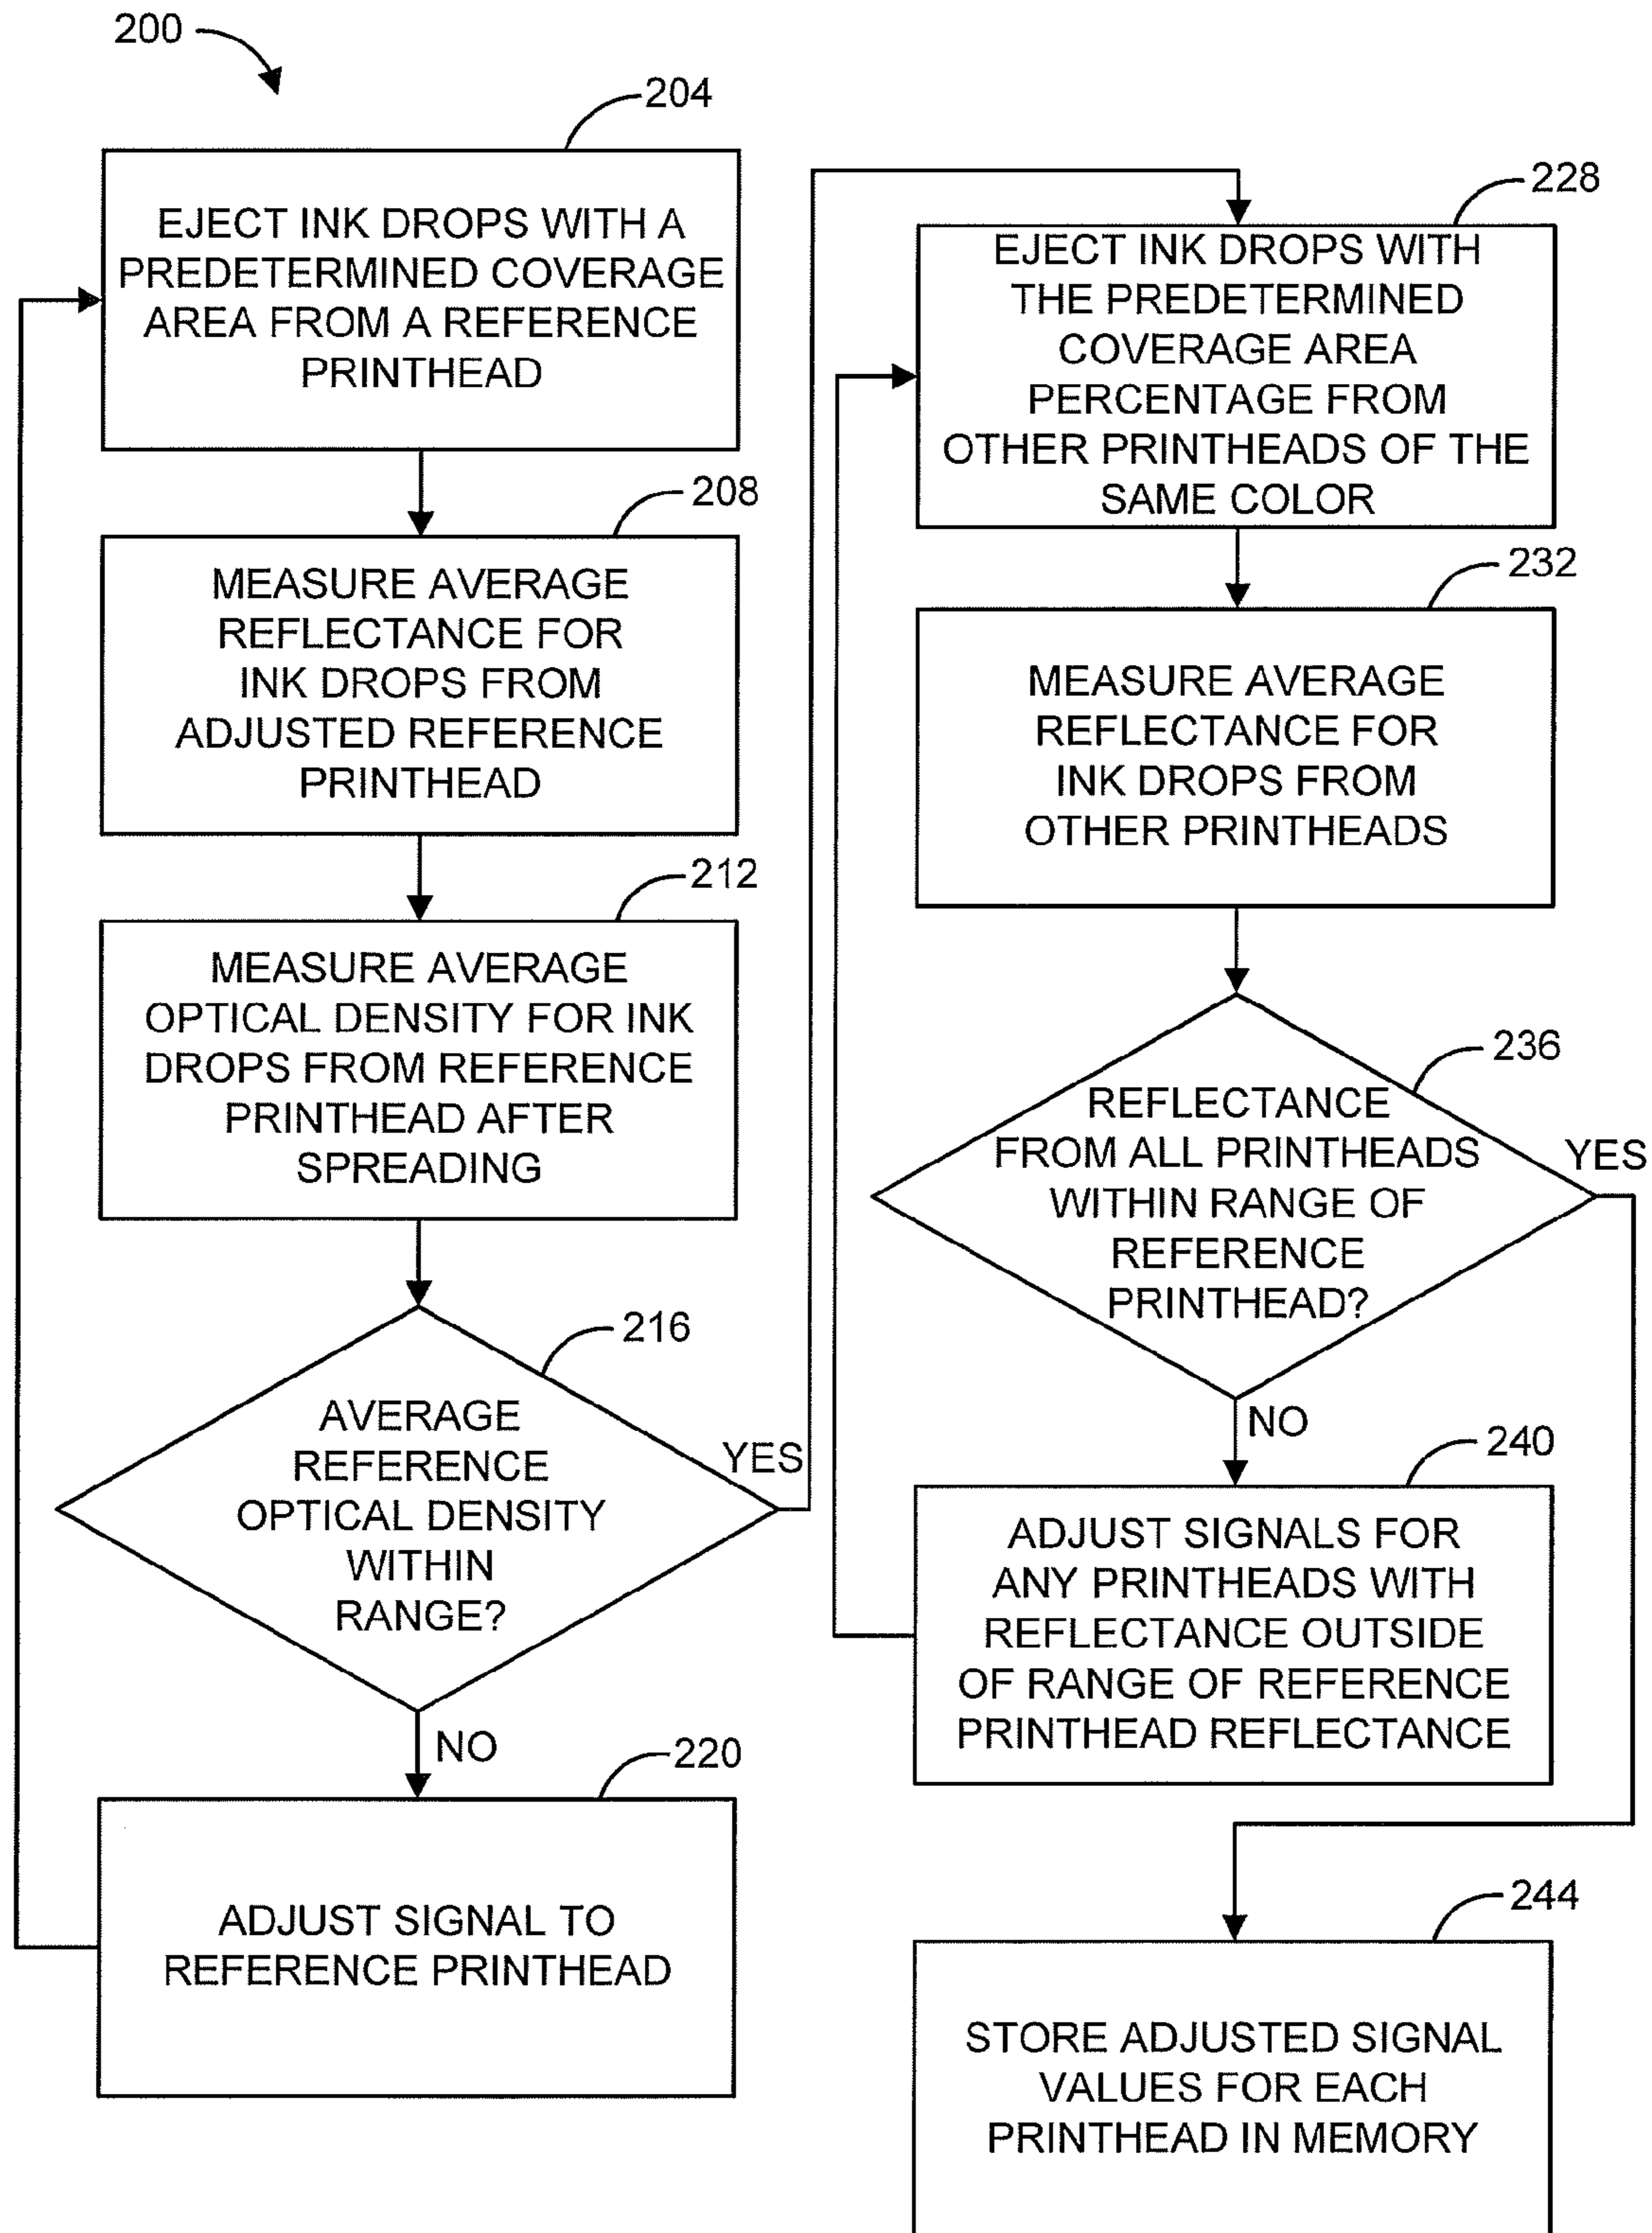 200
204
EJECT INK DROPS WITH A
PREDETERMINED COVERAGE
AREA FROM A REFERENCE
PRINTHEAD
208
MEASURE AVERAGE
REFLECTANCE FOR
INK DROPS FROM
ADJUSTED REFERENCE
PRINTHEAD
212
MEASURE AVERAGE
OPTICAL DENSITY FOR INK
DROPS FROM REFERENCE
PRINTHEAD AFTER
SPREADING
216
AVERAGE
REFERENCE
OPTICAL DENSITY
WITHIN
RANGE?
YES
NO
220
ADJUST SIGNAL TO
REFERENCE PRINTHEAD
228
EJECT INK DROPS WITH
THE PREDETERMINED
COVERAGE AREA
PERCENTAGE FROM
OTHER PRINTHEADS OF THE
SAME COLOR
232
MEASURE AVERAGE
REFLECTANCE FOR
INK DROPS FROM
OTHER PRINTHEADS
236
REFLECTANCE
FROM ALL PRINTHEADS
WITHIN RANGE OF
REFERENCE
PRINTHEAD?
YES
NO
240
ADJUST SIGNALS FOR
ANY PRINTHEADS WITH
REFLECTANCE OUTSIDE
OF RANGE OF REFERENCE
PRINTHEAD REFLECTANCE
244
STORE ADJUSTED SIGNAL
VALUES FOR EACH
PRINTHEAD IN MEMORY